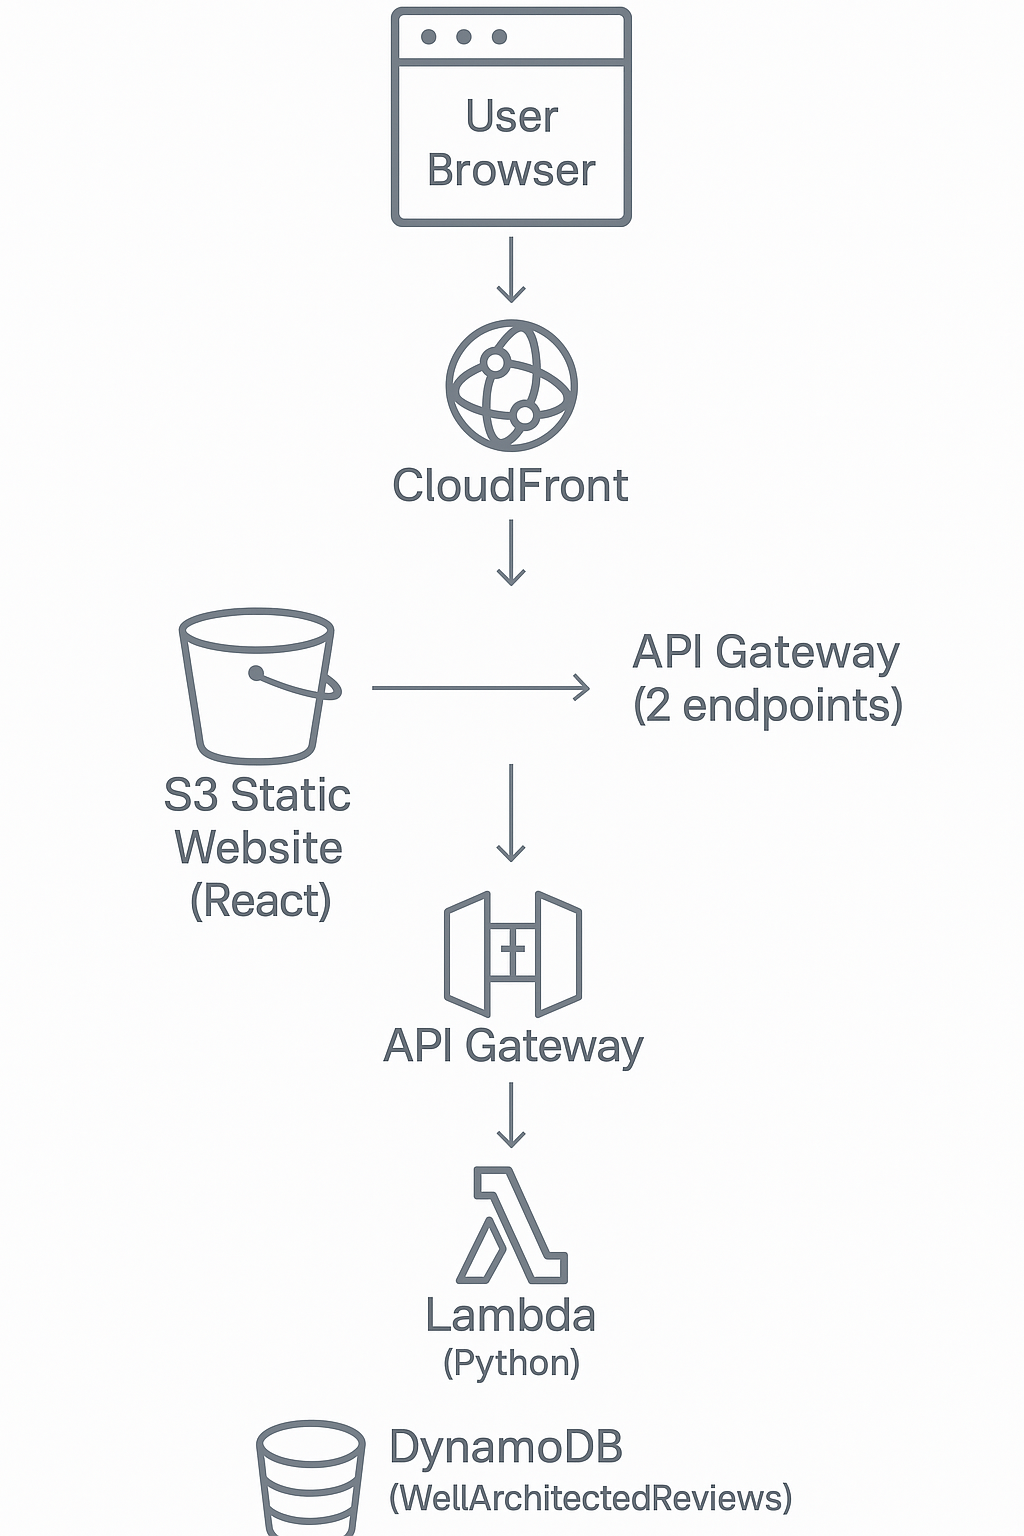 User
Browser
CloudFront
API Gateway
(2 endpoints)
S3 Static
Website
(React)
API Gateway
Lambda
(Python)
DynamoDB
(WellArchitectedReviews)